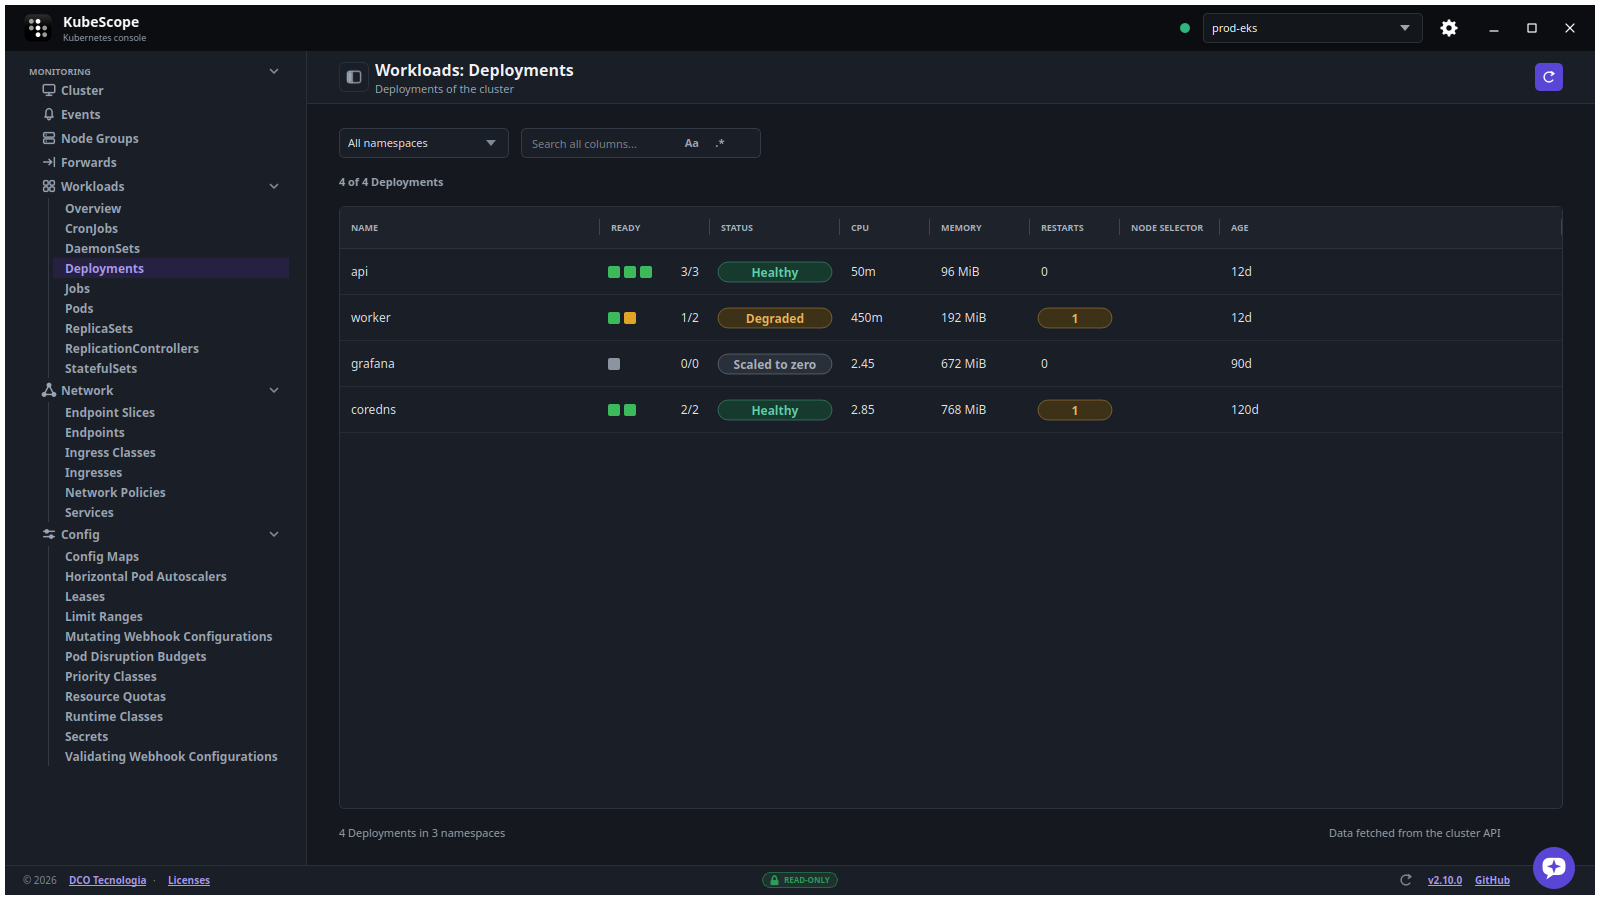 KubeScope
Kubernetes console
prod-eks
MONITORING
Cluster
Events
Node Groups
Forwards
Workloads
Overview
CronJobs
DaemonSets
Deployments
Jobs
Pods
ReplicaSets
ReplicationControllers
StatefulSets
Network
Endpoint Slices
Endpoints
Ingress Classes
Ingresses
Network Policies
Services
Config
Config Maps
Horizontal Pod Autoscalers
Leases
Limit Ranges
Mutating Webhook Configurations
Pod Disruption Budgets
Priority Classes
Resource Quotas
Runtime Classes
Secrets
Validating Webhook Configurations
Workloads: Deployments
Deployments of the cluster
All namespaces Search all columns... Aa .*
4 of 4 Deployments
NAME READY STATUS CPU MEMORY RESTARTS NODE SELECTOR AGE
api 3/3 Healthy 50m 96 MiB 0 12d
worker 1/2 Degraded 450m 192 MiB 1 12d
grafana 0/0 Scaled to zero 2.45 672 MiB 0 90d
coredns 2/2 Healthy 2.85 768 MiB 1 120d
4 Deployments in 3 namespaces Data fetched from the cluster API
© 2026 DCO Tecnologia · Licenses READ-ONLY v2.10.0 GitHub